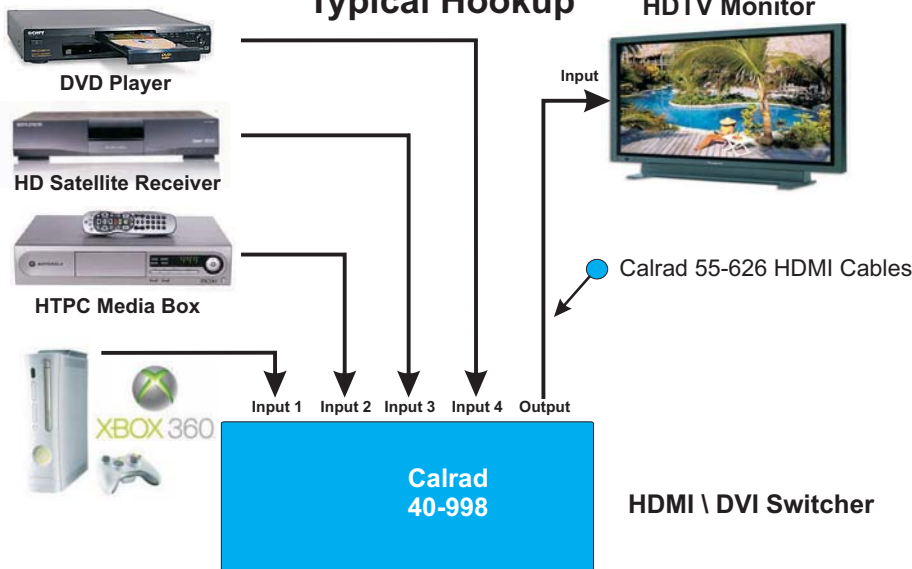 Typical Hookup
HDTV Monitor
SONY
DVD Player
Input
HD Satellite Receiver
HTPC Media Box
Calrad 55-626 HDMI Cables
XBOX 360
Input 1 Input 2 Input 3 Input 4 Output
Calrad
40-998
HDMI \ DVI Switcher